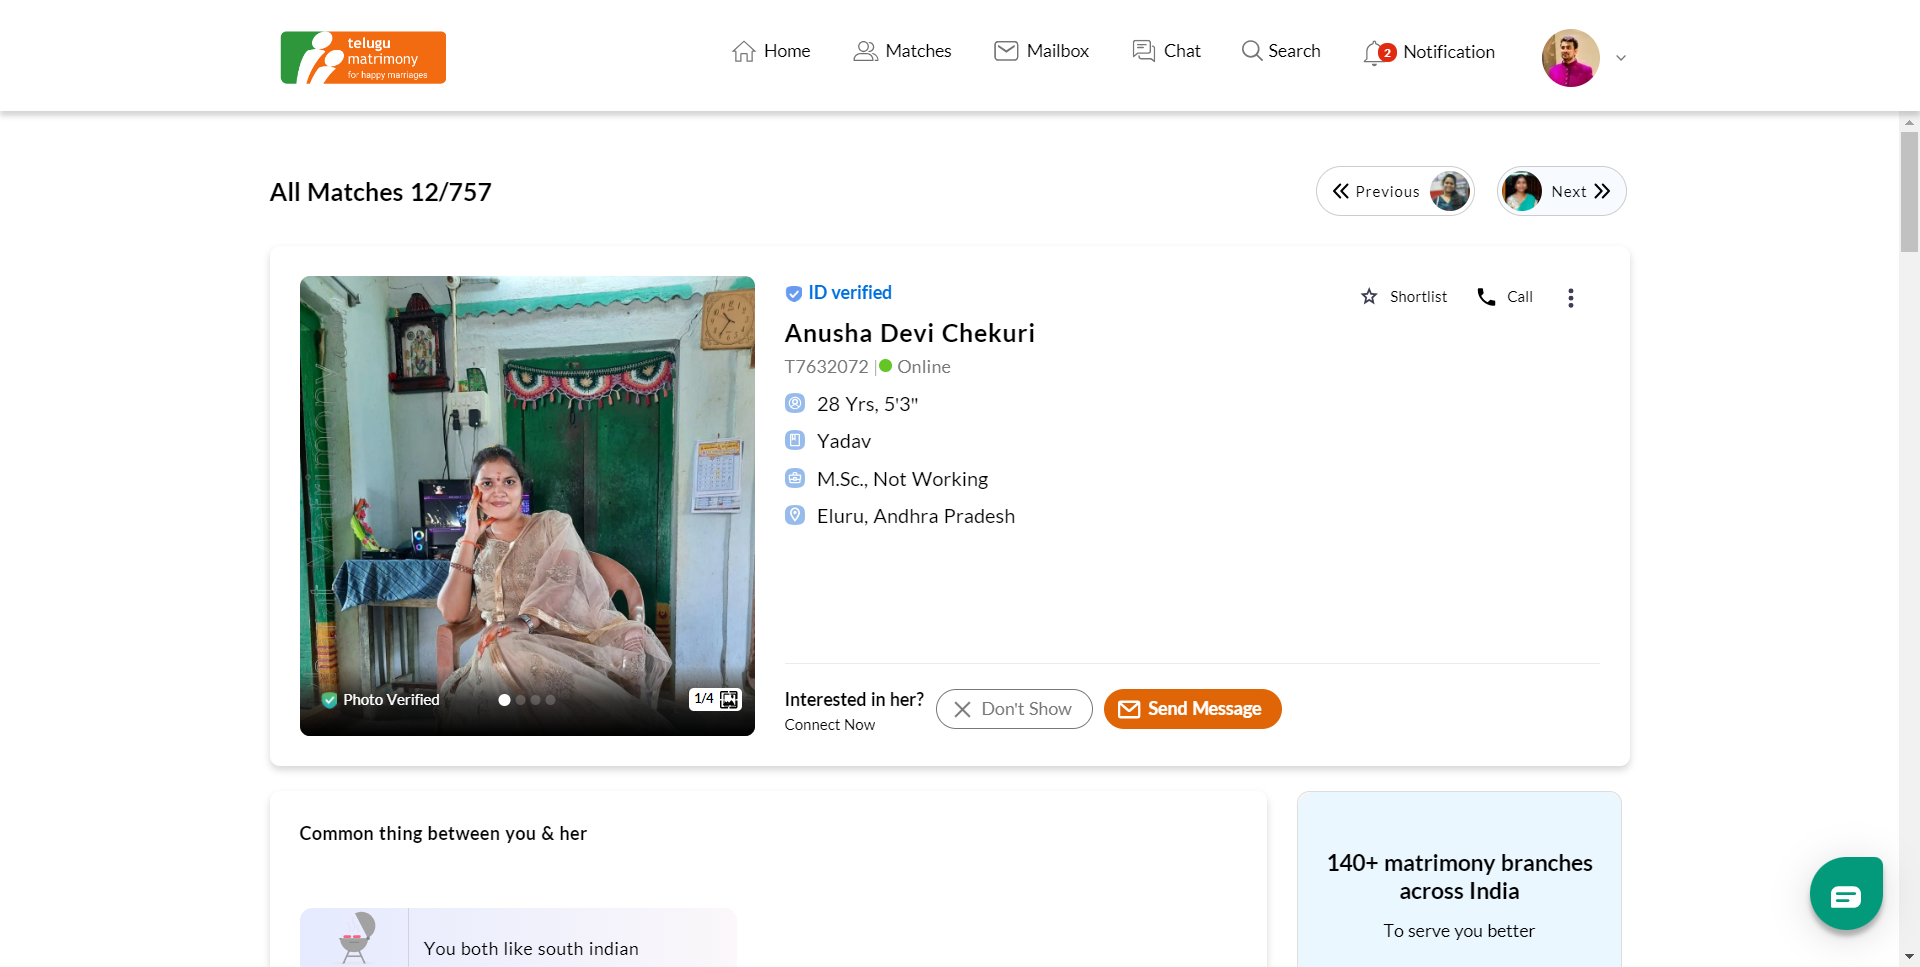 telugu
matrimony
for happy marriages
Home
Matches
Mailbox
Chat
Search
2
Notification
All Matches 12/757
Previous
Next
ID verified
Shortlist
Call
Anusha Devi Chekuri
T7632072 | Online
28 Yrs, 5'3"
Yadav
M.Sc., Not Working
Eluru, Andhra Pradesh
Photo Verified
1/4
Interested in her?
Connect Now
Don't Show
Send Message
Common thing between you & her
You both like south indian
140+ matrimony branches
across India
To serve you better